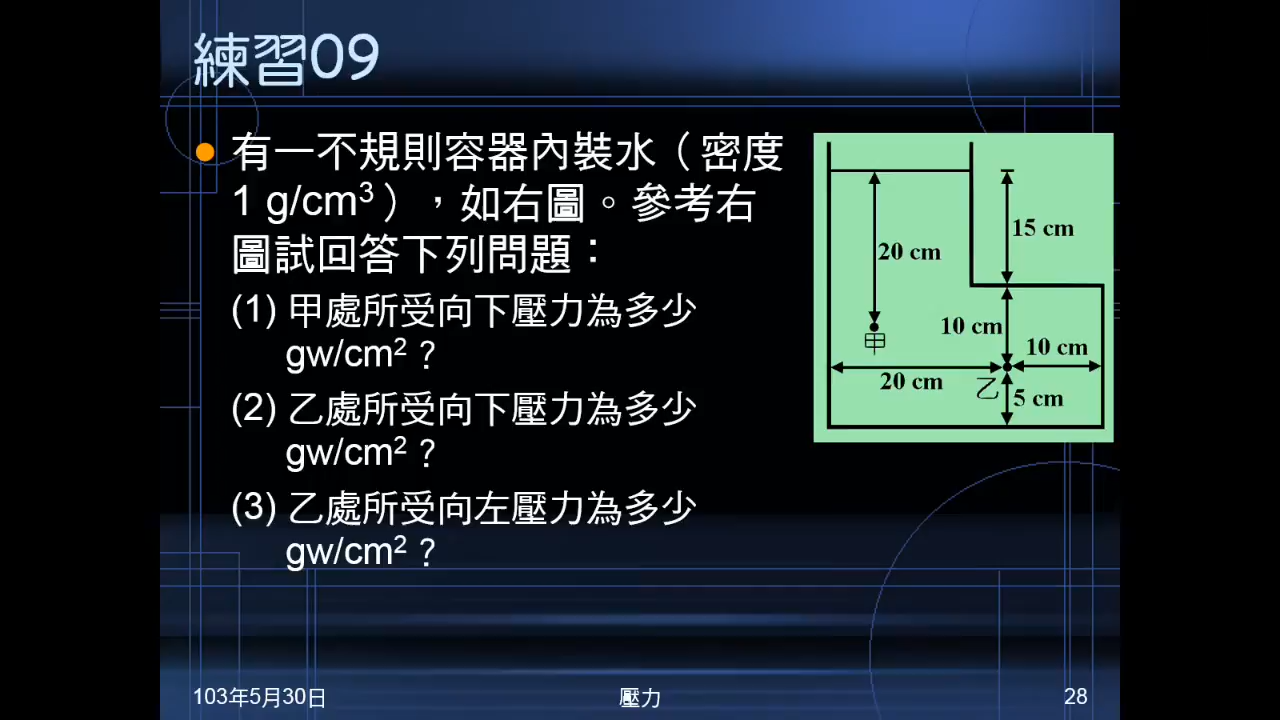 練習09
有一不規則容器內裝水（密度
1 g/cm³），如右圖。參考右
圖試回答下列問題：
(1) 甲處所受向下壓力為多少
gw/cm²？
(2) 乙處所受向下壓力為多少
gw/cm²？
(3) 乙處所受向左壓力為多少
gw/cm²？
15 cm
20 cm
甲
10 cm
10 cm
20 cm
乙
5 cm
103年5月30日
壓力
28